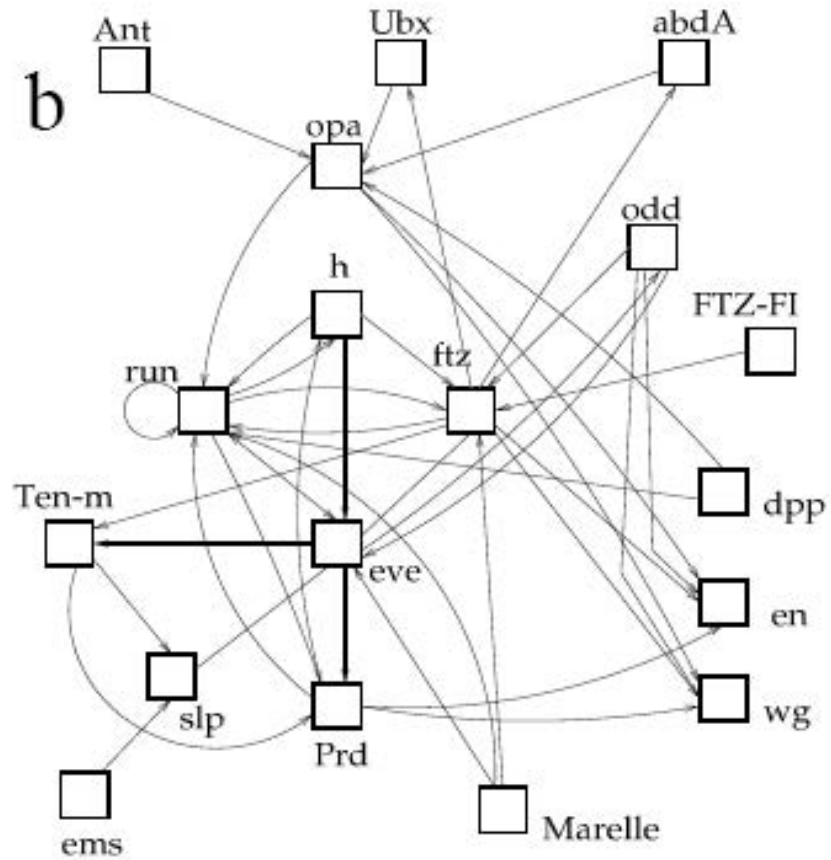 Ant
Ubx
abdA
b
opa
odd
h
FTZ-FI
run
ftz
Ten-m
dpp
eve
en
slp
wg
Prd
ems
Marelle